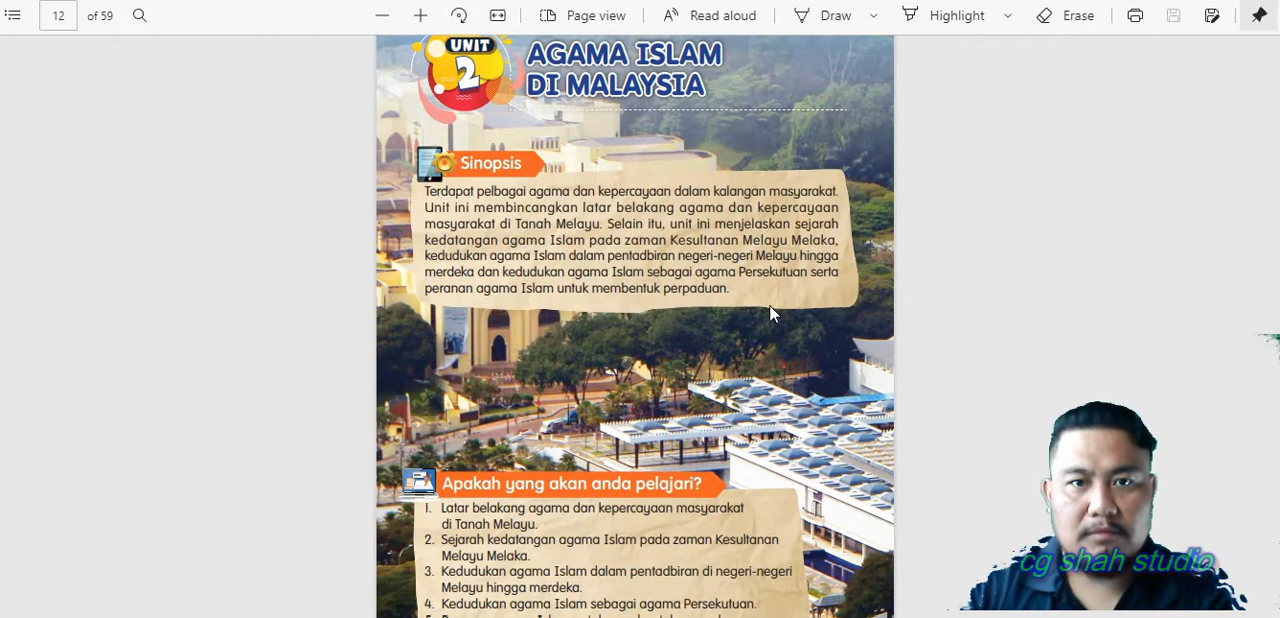 12
of 59
Page view
Read aloud
Draw
Highlight
Erase
UNIT
2
AGAMA ISLAM
DI MALAYSIA
Sinopsis
Terdapat pelbagai agama dan kepercayaan dalam kalangan masyarakat.
Unit ini membincangkan latar belakang agama dan kepercayaan
masyarakat di Tanah Melayu. Selain itu, unit ini menjelaskan sejarah
kedatangan agama Islam pada zaman Kesultanan Melayu Melaka,
kedudukan agama Islam dalam pentadbiran negeri-negeri Melayu hingga
merdeka dan kedudukan agama Islam sebagai agama Persekutuan serta
peranan agama Islam untuk membentuk perpaduan.
Apakah yang akan anda pelajari?
1. Latar belakang agama dan kepercayaan masyarakat
di Tanah Melayu.
2. Sejarah kedatangan agama Islam pada zaman Kesultanan
Melayu Melaka.
3. Kedudukan agama Islam dalam pentadbiran di negeri-negeri
Melayu hingga merdeka.
4. Kedudukan agama Islam sebagai agama Persekutuan.
cg shah studio